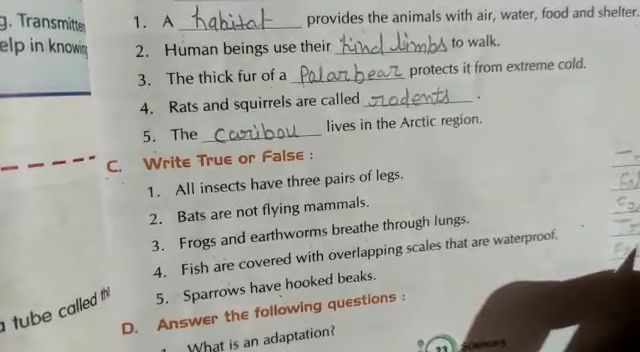 g. Transmitter
elp in knowing
1. A habitat provides the animals with air, water, food and shelter.
2. Human beings use their hind limbs to walk.
3. The thick fur of a Polar bear protects it from extreme cold.
4. Rats and squirrels are called rodents.
5. The caribou lives in the Arctic region.
C. Write True or False :
1. All insects have three pairs of legs.
2. Bats are not flying mammals.
3. Frogs and earthworms breathe through lungs.
4. Fish are covered with overlapping scales that are waterproof.
5. Sparrows have hooked beaks.
a tube called th
D. Answer the following questions :
What is an adaptation?
23